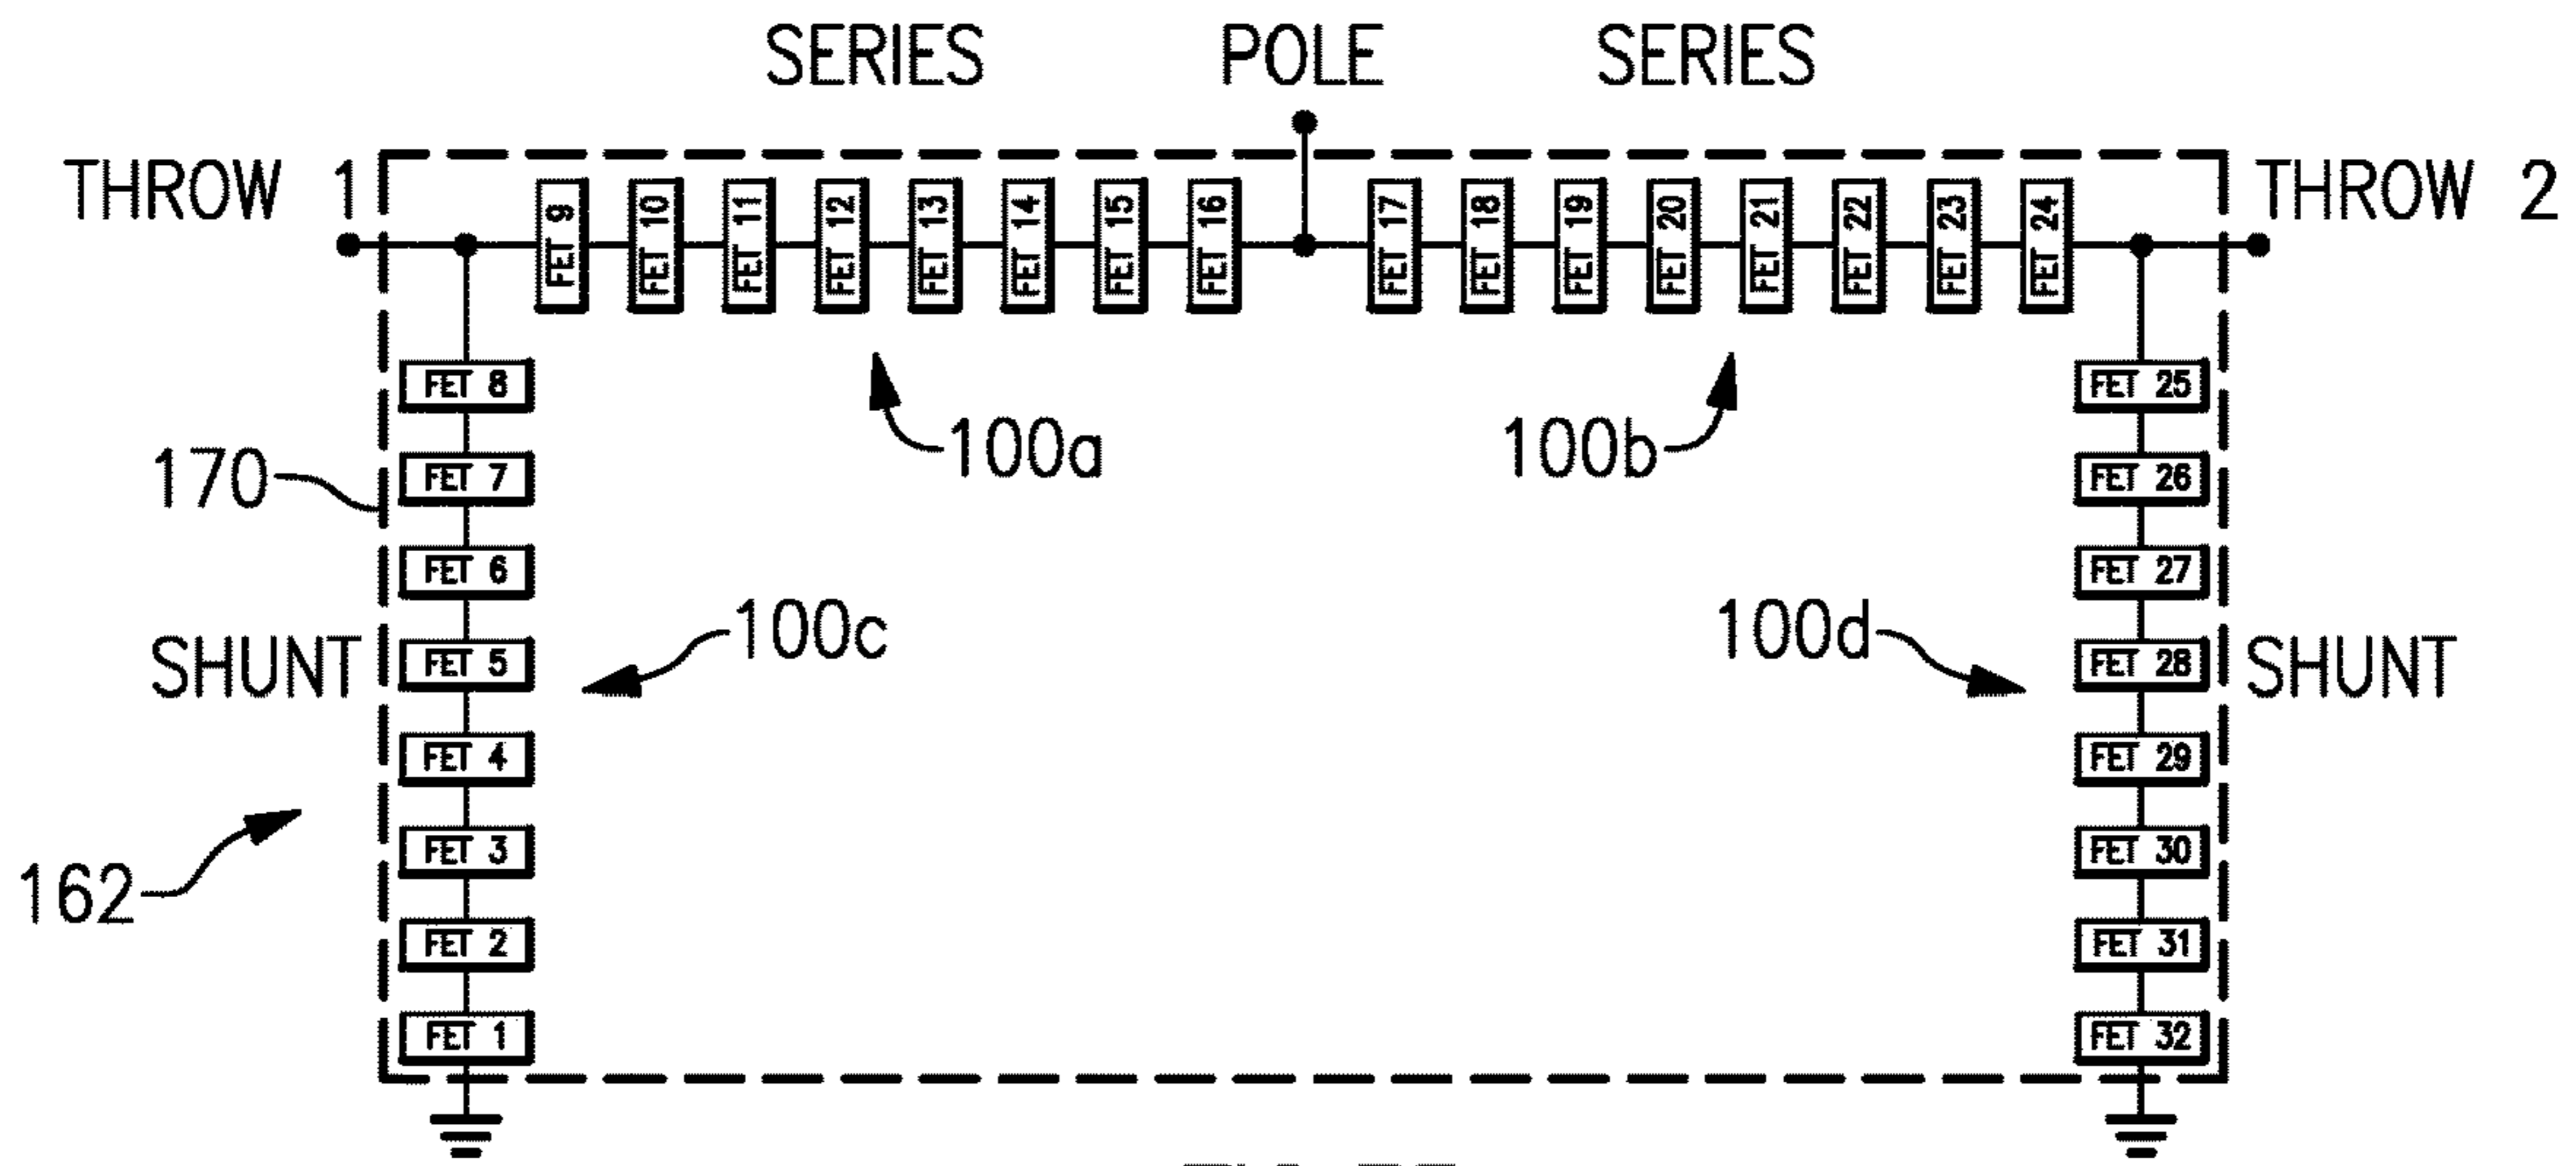 SERIES POLE SERIES
THROW 1 THROW 2
FET 9 FET 10 FET 11 FET 12 FET 13 FET 14 FET 15 FET 16 FET 17 FET 18 FET 19 FET 20 FET 21 FET 22 FET 23 FET 24
FET 8 FET 25
100a 100b
170 FET 7 FET 26
FET 6 FET 27
100c 100d
SHUNT FET 5 FET 28 SHUNT
FET 4 FET 29
FET 3 FET 30
162
FET 2 FET 31
FET 1 FET 32